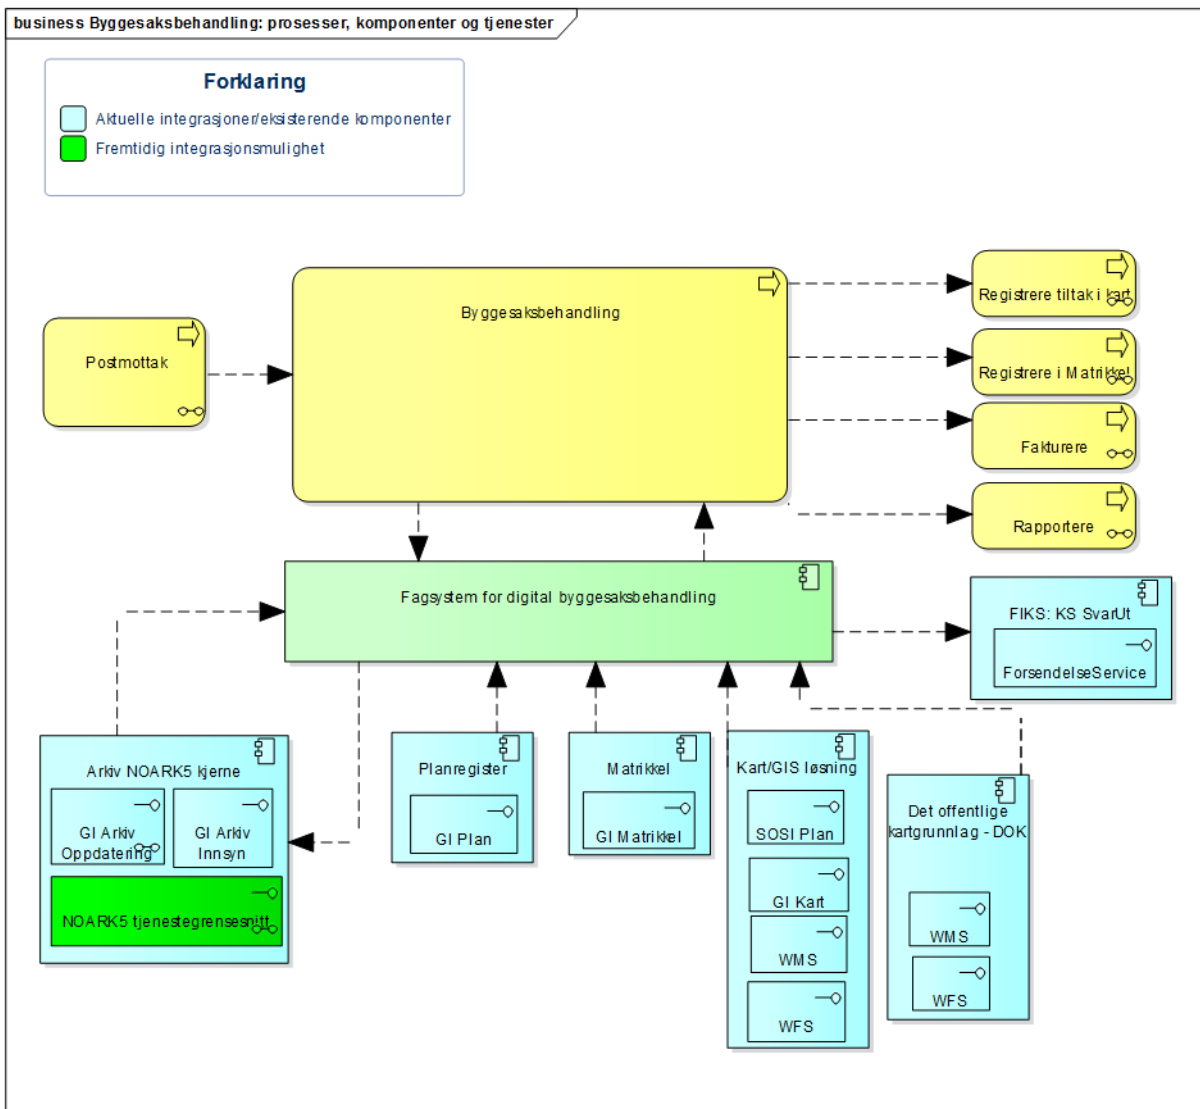 business Byggesaksbehandling: prosesser, komponenter og tjenester
Forklaring
Aktuelle integrasjoner/eksisterende komponenter
Fremtidig integrasjonsmulighet
Postmottak
Byggesaksbehandling
Registrere tiltak i kart
Registrere i Matrikkel
Fakturere
Rapportere
Fagsystem for digital byggesaksbehandling
FIKS: KS SvarUt
ForsendelseService
Arkiv NOARK5 kjerne
GI Arkiv
Oppdatering
GI Arkiv
Innsyn
NOARK5 tjenestegrensesnitt
Planregister
GI Plan
Matrikkel
GI Matrikkel
Kart/GIS løsning
SOSI Plan
GI Kart
WMS
WFS
Det offentlige
kartgrunnlag - DOK
WMS
WFS